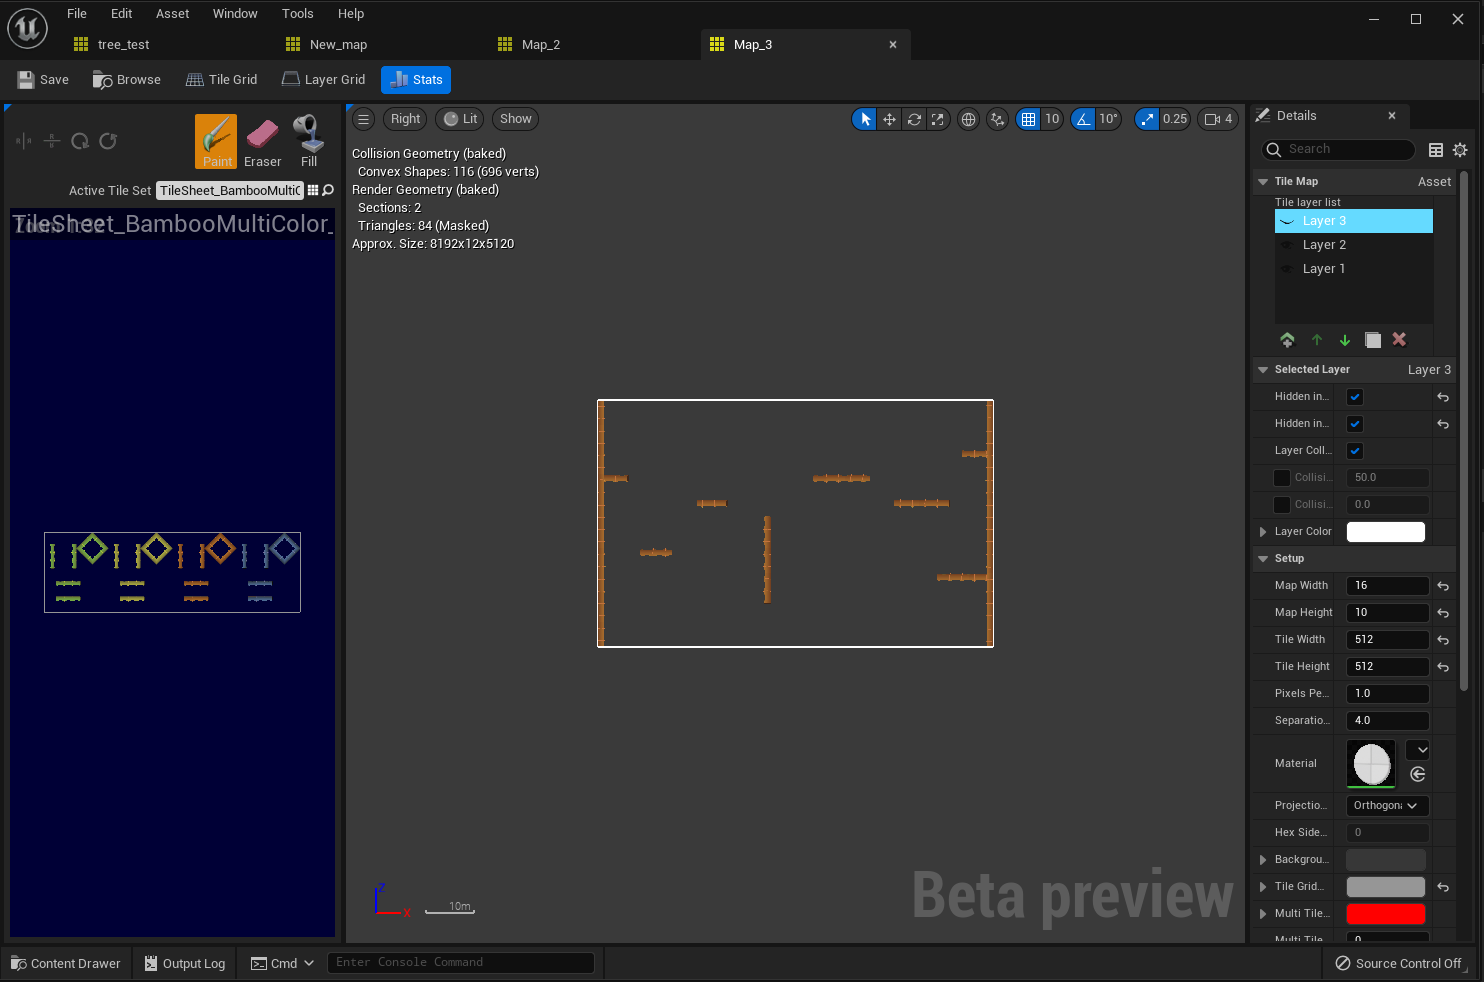 File Edit Asset Window Tools Help
tree_test New_map Map_2 Map_3
Save Browse Tile Grid Layer Grid Stats
Paint Eraser Fill
Active Tile Set TileSheet_BambooMultiC
TileSheet_BambooMultiColor_
Right Lit Show 10 10° 0.25 4
Collision Geometry (baked)
Convex Shapes: 116 (696 verts)
Render Geometry (baked)
Sections: 2
Triangles: 84 (Masked)
Approx. Size: 8192x12x5120
Z
X
10m
Beta preview
Details
Search
Tile Map Asset
Tile layer list
Layer 3
Layer 2
Layer 1
Selected Layer Layer 3
Hidden in...
Hidden in...
Layer Coll...
Collisi... 50.0
Collisi... 0.0
Layer Color
Setup
Map Width 16
Map Height 10
Tile Width 512
Tile Height 512
Pixels Pe... 1.0
Separatio... 4.0
Material
Projectio... Orthogona
Hex Side... 0
Backgrou...
Tile Grid...
Multi Tile...
Multi Tile 0
Content Drawer Output Log Cmd Enter Console Command Source Control Off